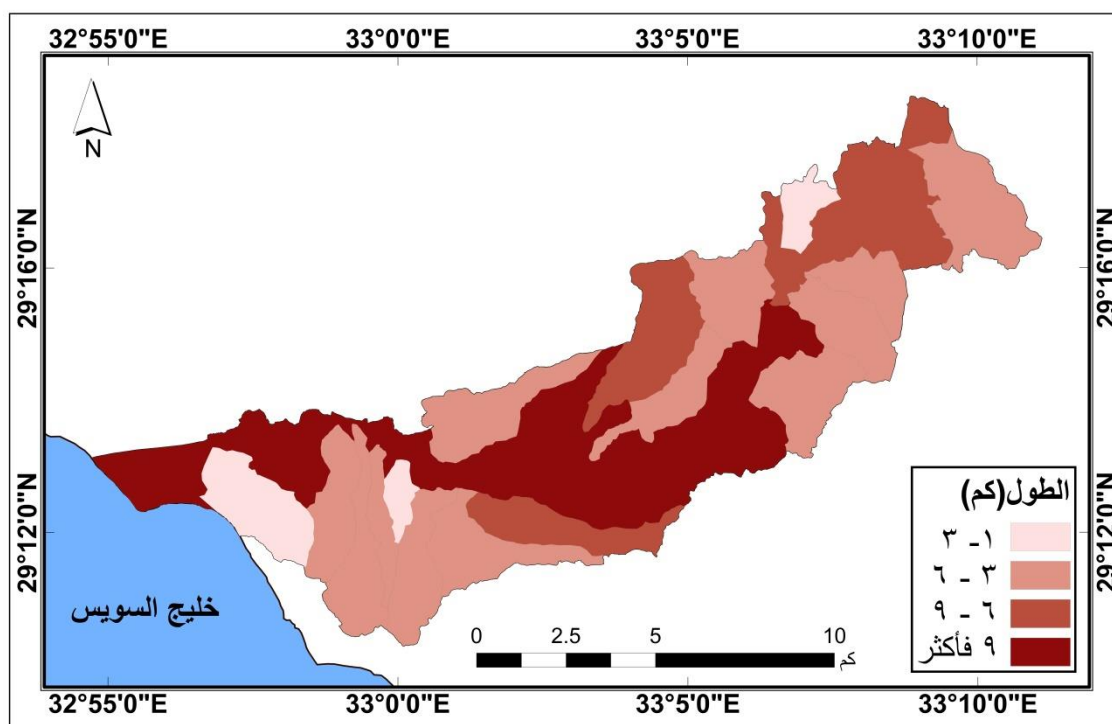 32°55'0"E 33°0'0"E 33°5'0"E 33°10'0"E
N
29°16'0"N 29°16'0"N
29°12'0"N 29°12'0"N
خليج السويس
0 2.5 5 10
كم
الطول(كم)
١- ٣
٣ - ٦
٦ - ٩
٩ فأكثر
32°55'0"E 33°0'0"E 33°5'0"E 33°10'0"E